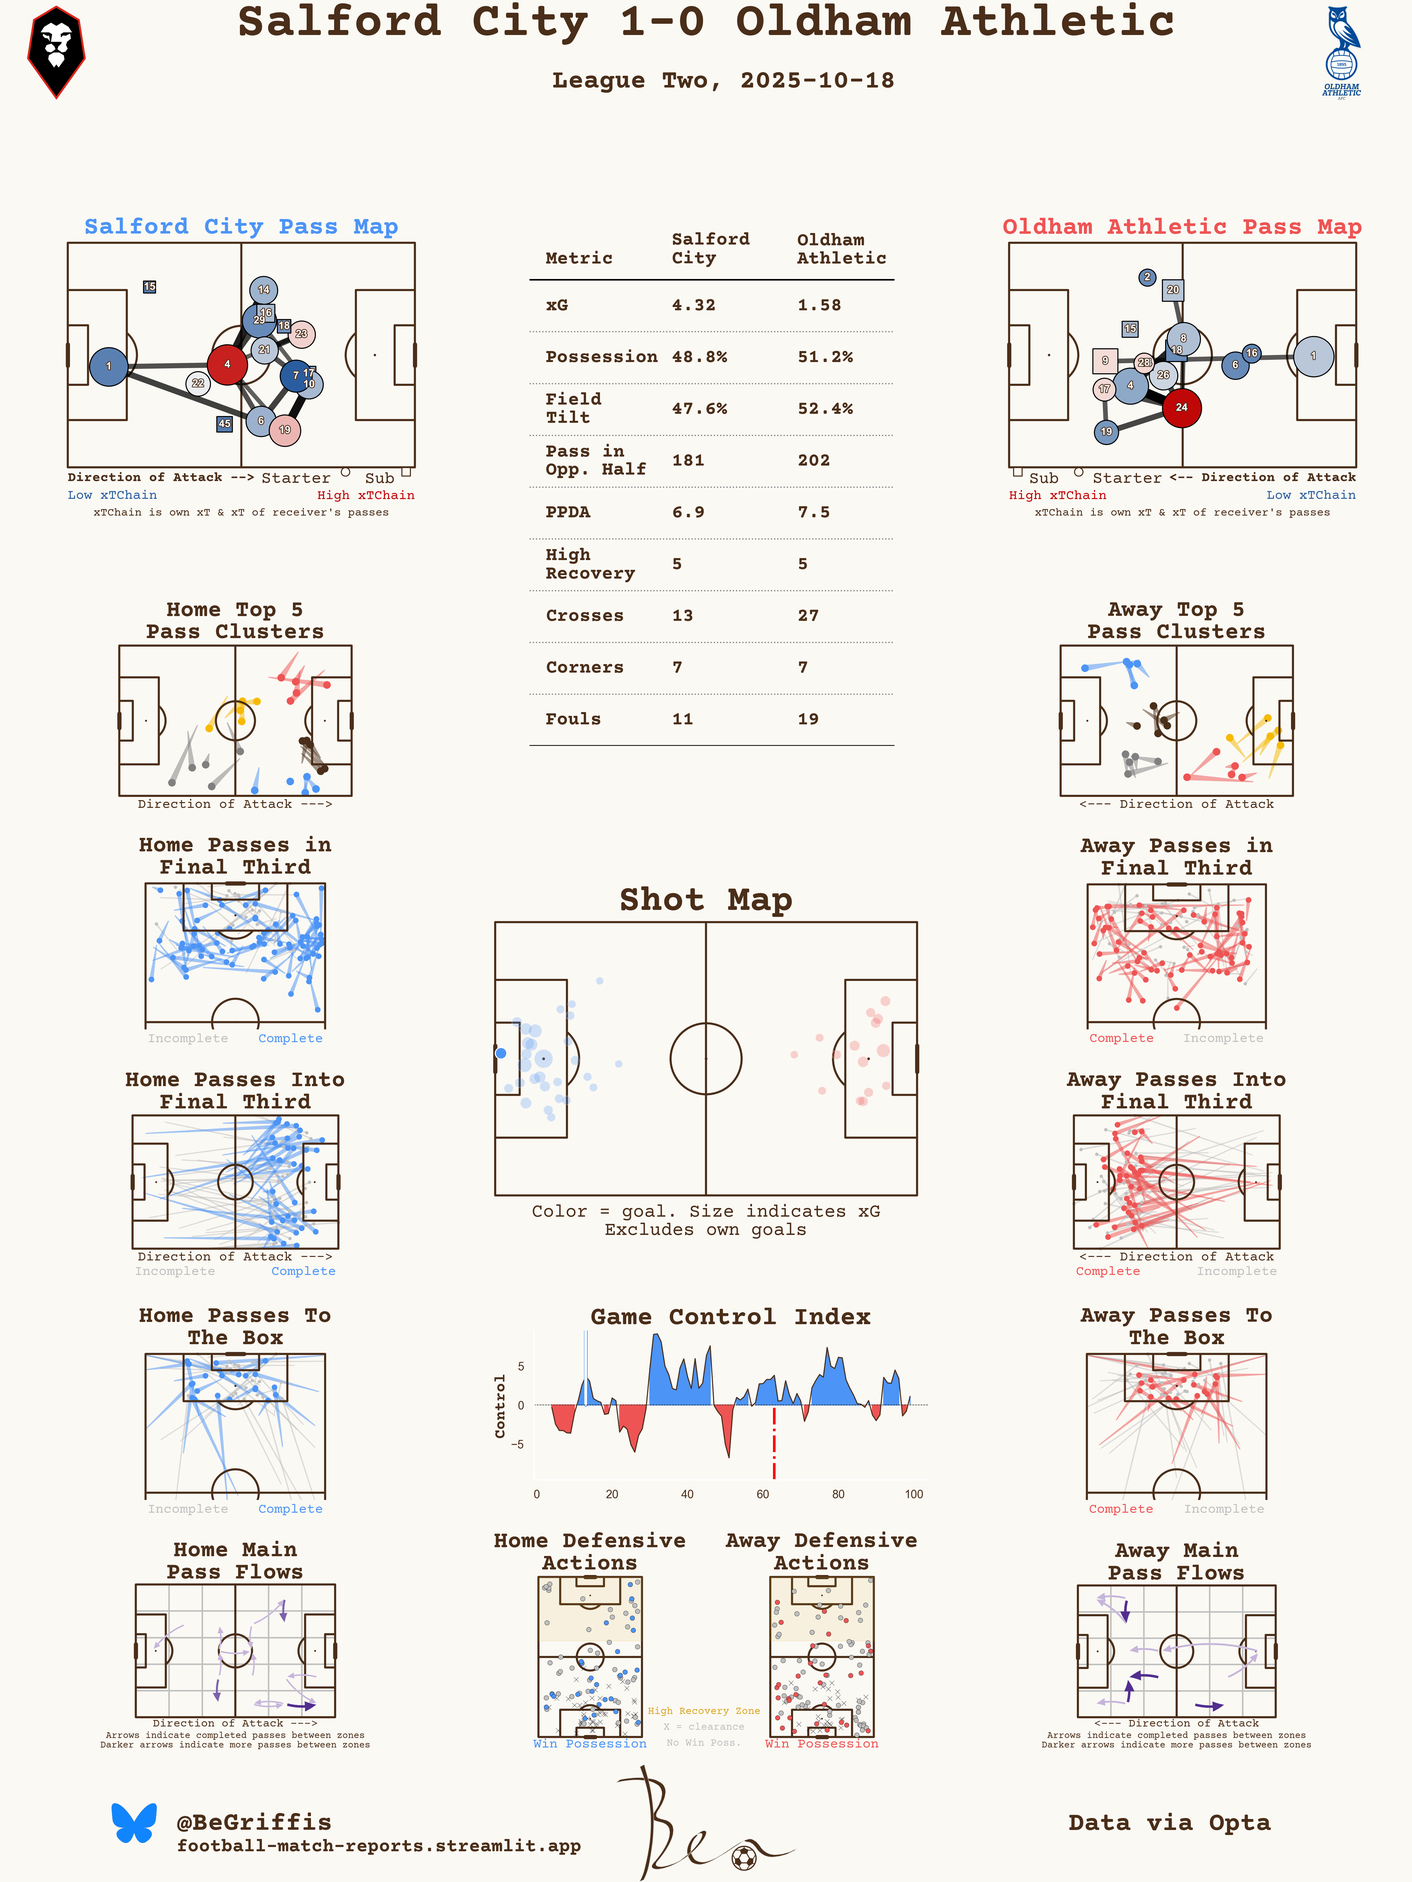 Salford City 1-0 Oldham Athletic
League Two, 2025-10-18
OLDHAM
ATHLETIC
AFC
Salford City Pass Map
15
14
16
29
18
23
21
4
1
7
17
10
22
6
45
19
Direction of Attack --> Starter Sub
Low xTChain High xTChain
xTChain is own xT & xT of receiver's passes
Metric Salford City Oldham Athletic
xG 4.32 1.58
Possession 48.8% 51.2%
Field Tilt 47.6% 52.4%
Pass in Opp. Half 181 202
PPDA 6.9 7.5
High Recovery 5 5
Crosses 13 27
Corners 7 7
Fouls 11 19
Oldham Athletic Pass Map
2
20
15
8
18
9
28
16
6
1
26
17
4
24
19
Sub Starter <-- Direction of Attack
High xTChain Low xTChain
xTChain is own xT & xT of receiver's passes
Home Top 5
Pass Clusters
Direction of Attack --->
Away Top 5
Pass Clusters
<--- Direction of Attack
Home Passes in
Final Third
Incomplete Complete
Away Passes in
Final Third
Complete Incomplete
Shot Map
Color = goal. Size indicates xG
Excludes own goals
Home Passes Into
Final Third
Direction of Attack --->
Incomplete Complete
Away Passes Into
Final Third
<--- Direction of Attack
Complete Incomplete
Home Passes To
The Box
Incomplete Complete
Game Control Index
Control
5
0
−5
0 20 40 60 80 100
Away Passes To
The Box
Complete Incomplete
Home Main
Pass Flows
Direction of Attack --->
Arrows indicate completed passes between zones
Darker arrows indicate more passes between zones
Home Defensive
Actions
Win Possession
High Recovery Zone
X = clearance
No Win Poss.
Away Defensive
Actions
Win Possession
Away Main
Pass Flows
<--- Direction of Attack
Arrows indicate completed passes between zones
Darker arrows indicate more passes between zones
@BeGriffis
football-match-reports.streamlit.app
Ben
Data via Opta